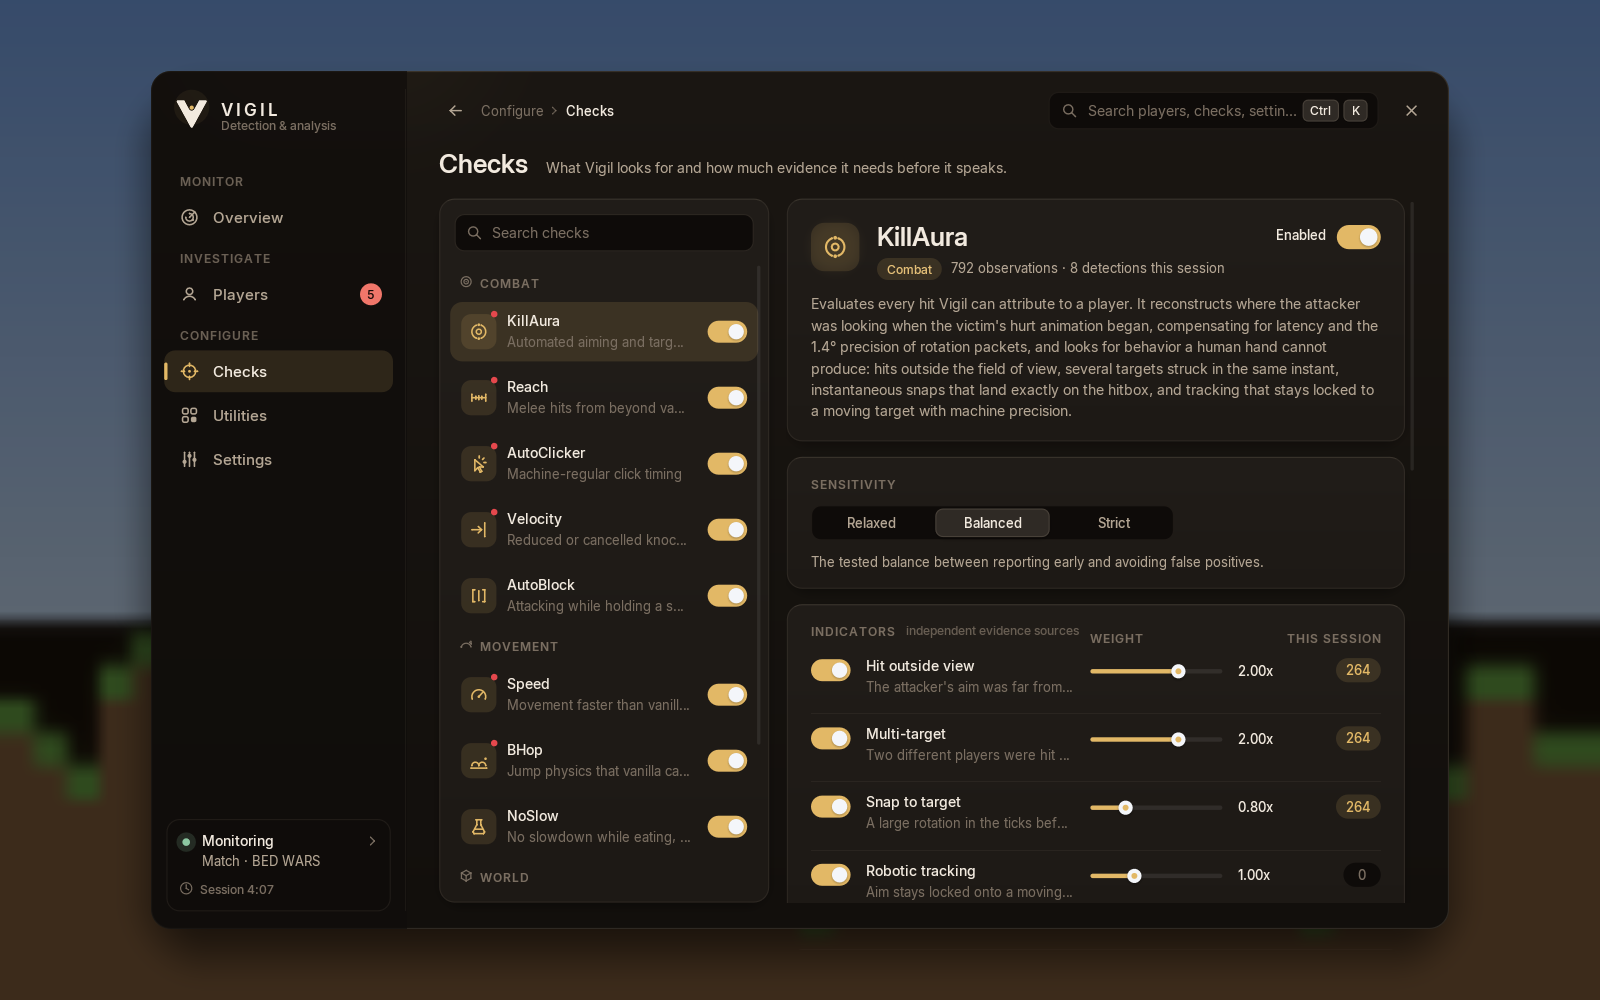 VIGIL
Detection & analysis
MONITOR
Overview
INVESTIGATE
Players
5
CONFIGURE
Checks
Utilities
Settings
Monitoring
Match · BED WARS
Session 4:07
Configure > Checks
Search players, checks, settin... Ctrl K
Checks
What Vigil looks for and how much evidence it needs before it speaks.
Search checks
COMBAT
KillAura
Automated aiming and targ...
Reach
Melee hits from beyond va...
AutoClicker
Machine-regular click timing
Velocity
Reduced or cancelled knoc...
AutoBlock
Attacking while holding a s...
MOVEMENT
Speed
Movement faster than vanill...
BHop
Jump physics that vanilla ca...
NoSlow
No slowdown while eating, ...
WORLD
KillAura
Enabled
Combat
792 observations · 8 detections this session
Evaluates every hit Vigil can attribute to a player. It reconstructs where the attacker
was looking when the victim's hurt animation began, compensating for latency and the
1.4° precision of rotation packets, and looks for behavior a human hand cannot
produce: hits outside the field of view, several targets struck in the same instant,
instantaneous snaps that land exactly on the hitbox, and tracking that stays locked to
a moving target with machine precision.
SENSITIVITY
Relaxed
Balanced
Strict
The tested balance between reporting early and avoiding false positives.
INDICATORS independent evidence sources WEIGHT THIS SESSION
Hit outside view
The attacker's aim was far from...
2.00x
264
Multi-target
Two different players were hit ...
2.00x
264
Snap to target
A large rotation in the ticks bef...
0.80x
264
Robotic tracking
Aim stays locked onto a moving...
1.00x
0